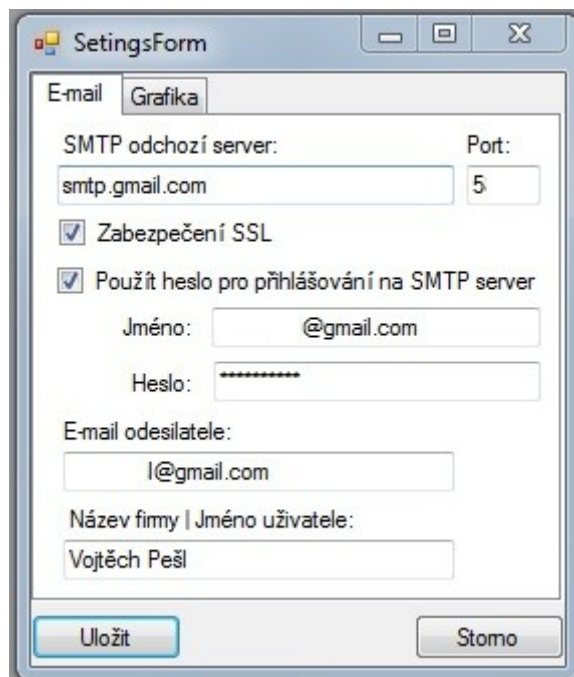 SetingsForm
E-mail Grafika
SMTP odchozí server: Port:
smtp.gmail.com 5
Zabezpečení SSL
Použít heslo pro přihlášování na SMTP server
Jméno: @gmail.com
Heslo: **********
E-mail odesilatele:
l@gmail.com
Název firmy | Jméno uživatele:
Vojtěch Pešl
Uložit Storno